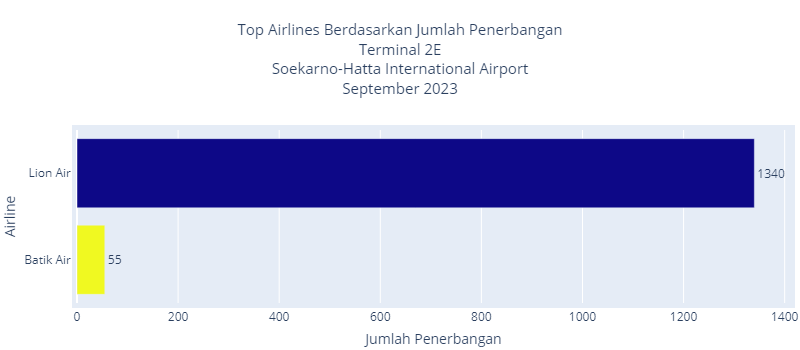 Top Airlines Berdasarkan Jumlah Penerbangan
Terminal 2E
Soekarno-Hatta International Airport
September 2023
Airline
Lion Air
1340
Batik Air
55
0 200 400 600 800 1000 1200 1400
Jumlah Penerbangan